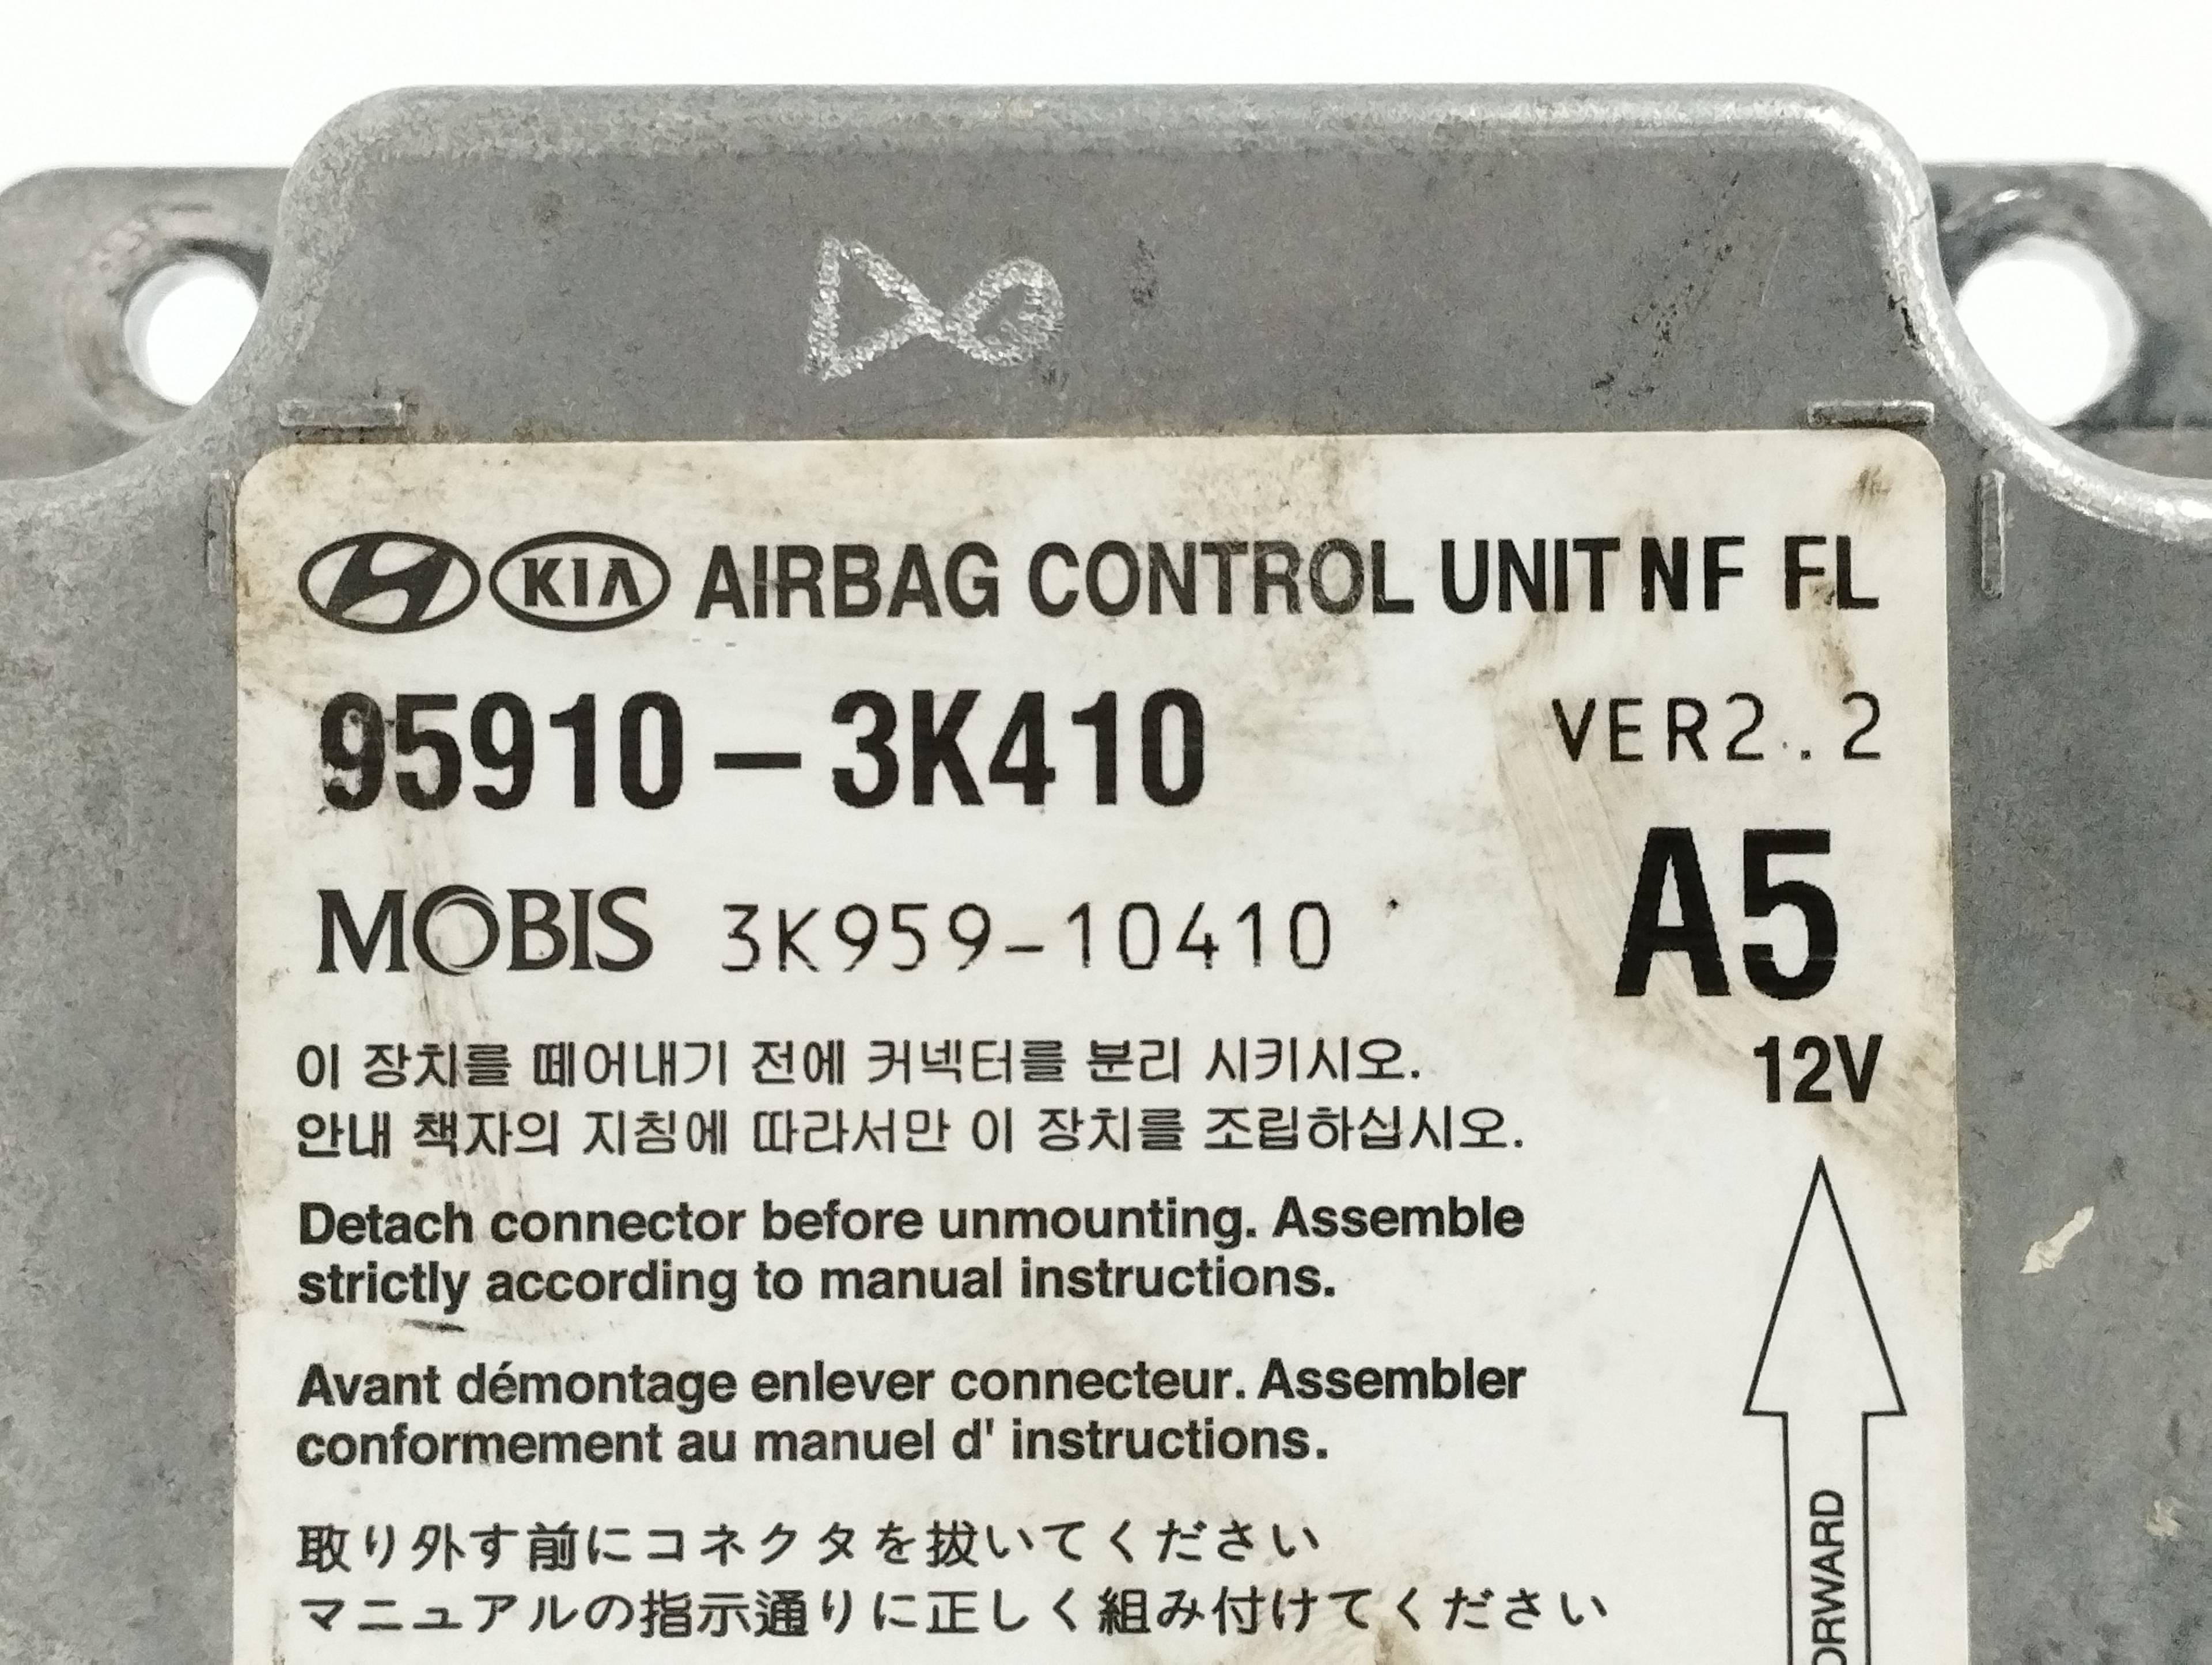 KIA AIRBAG CONTROL UNIT NF FL
95910-3K410
VER2.2
MOBIS 3K959-10410
A5
12V
이 장치를 떼어내기 전에 커넥터를 분리 시키시오.
안내 책자의 지침에 따라서만 이 장치를 조립하십시오.
Detach connector before unmounting. Assemble
strictly according to manual instructions.
Avant démontage enlever connecteur. Assembler
conformement au manuel d' instructions.
取り外す前にコネクタを抜いてください
マニュアルの指示通りに正しく組み付けてください
ORWARD